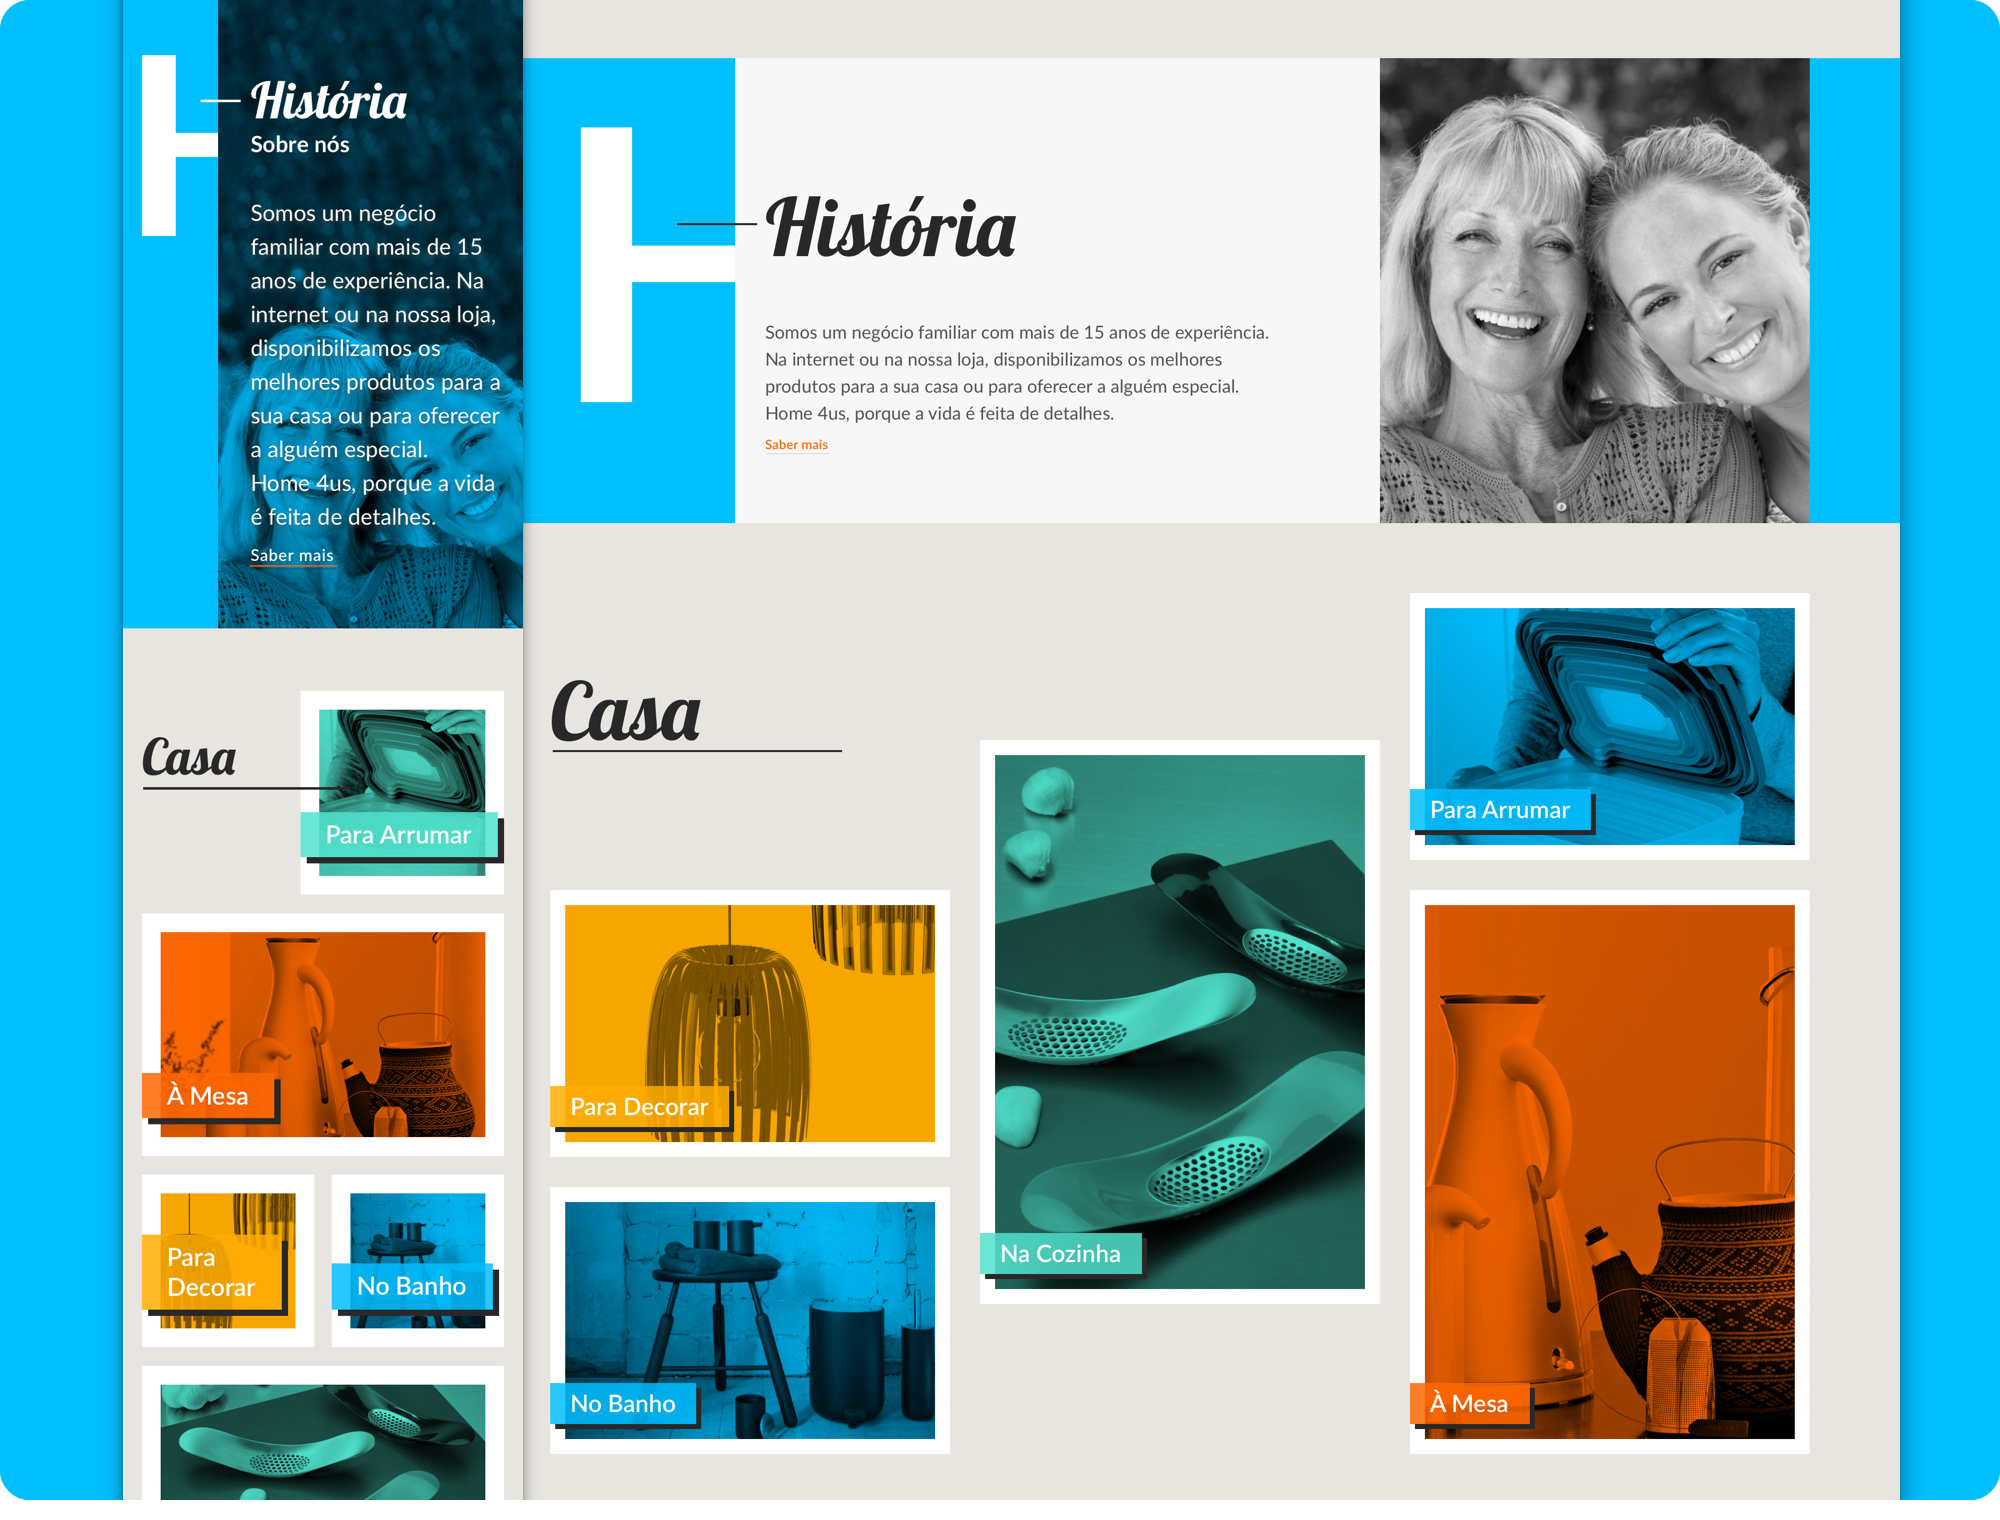 H
História
Sobre nós
Somos um negócio
familiar com mais de 15
anos de experiência. Na
internet ou na nossa loja,
disponibilizamos os
melhores produtos para a
sua casa ou para oferecer
a alguém especial.
Home 4us, porque a vida
é feita de detalhes.
Saber mais
Casa
Para Arrumar
À Mesa
Para
Decorar
No Banho
H
História
Somos um negócio familiar com mais de 15 anos de experiência.
Na internet ou na nossa loja, disponibilizamos os melhores
produtos para a sua casa ou para oferecer a alguém especial.
Home 4us, porque a vida é feita de detalhes.
Saber mais
Casa
Para Decorar
No Banho
Na Cozinha
Para Arrumar
À Mesa